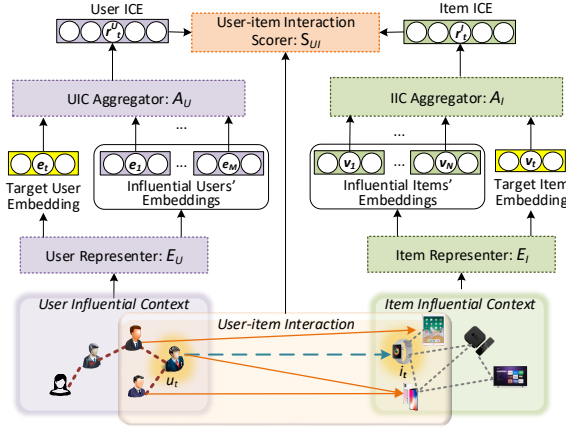 User ICE
r^U_t
User-item Interaction
Scorer: S_UI
Item ICE
r^I_t
UIC Aggregator: A_U
IIC Aggregator: A_I
...
...
e_t
e_1
...
e_M
v_1
...
v_N
v_t
Target User
Embedding
Influential Users'
Embeddings
Influential Items'
Embeddings
Target Item
Embedding
User Representer: E_U
Item Representer: E_I
User Influential Context
Item Influential Context
User-item Interaction
u_t
i_t